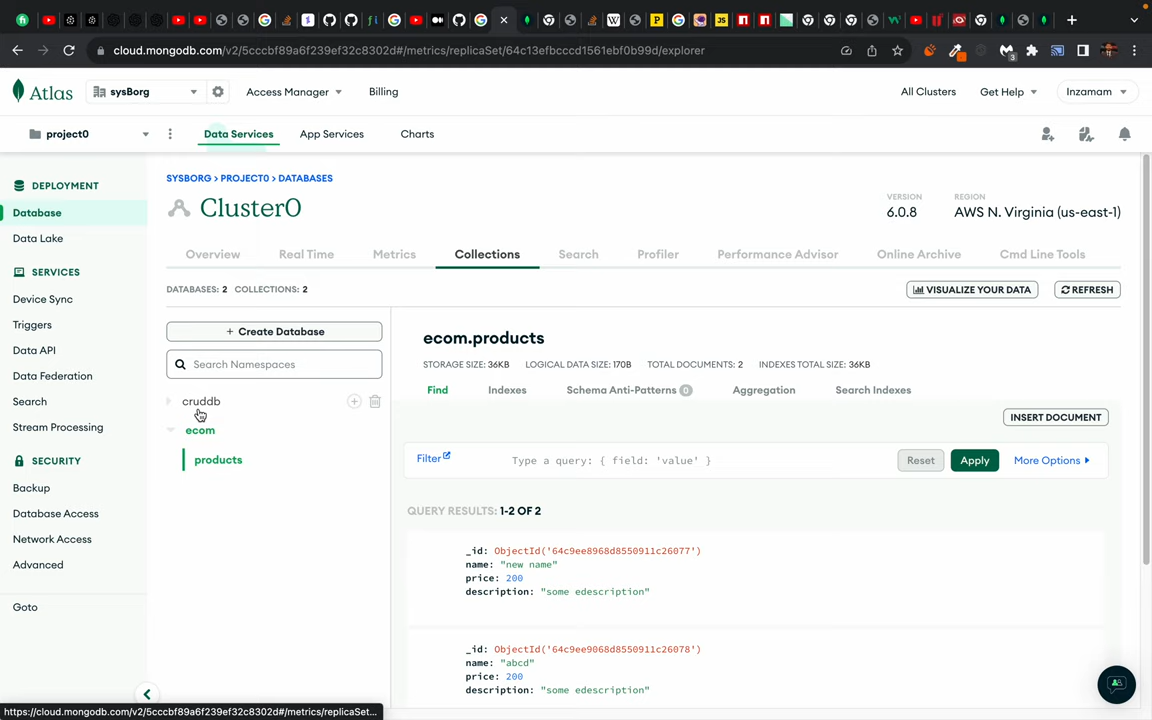 cloud.mongodb.com/v2/5cccbf89a6f239ef32c8302d#/metrics/replicaSet/64c13efbcccd1561ebf0b99d/explorer
3
Atlas
sysBorg
Access Manager
Billing
All Clusters
Get Help
Inzamam
project0
Data Services
App Services
Charts
DEPLOYMENT
Database
Data Lake
SERVICES
Device Sync
Triggers
Data API
Data Federation
Search
Stream Processing
SECURITY
Backup
Database Access
Network Access
Advanced
Goto
SYSBORG > PROJECT0 > DATABASES
Cluster0
VERSION
6.0.8
REGION
AWS N. Virginia (us-east-1)
Overview
Real Time
Metrics
Collections
Search
Profiler
Performance Advisor
Online Archive
Cmd Line Tools
DATABASES: 2 COLLECTIONS: 2
VISUALIZE YOUR DATA
REFRESH
+ Create Database
Search Namespaces
cruddb
ecom
products
ecom.products
STORAGE SIZE: 36KB LOGICAL DATA SIZE: 170B TOTAL DOCUMENTS: 2 INDEXES TOTAL SIZE: 36KB
Find
Indexes
Schema Anti-Patterns 0
Aggregation
Search Indexes
INSERT DOCUMENT
Filter
Type a query: { field: 'value' }
Reset
Apply
More Options
QUERY RESULTS: 1-2 OF 2
_id: ObjectId('64c9ee8968d8550911c26077')
name: "new name"
price: 200
description: "some edescription"
_id: ObjectId('64c9ee9068d8550911c26078')
name: "abcd"
price: 200
description: "some edescription"
https://cloud.mongodb.com/v2/5cccbf89a6f239ef32c8302d#/metrics/replicaSet...